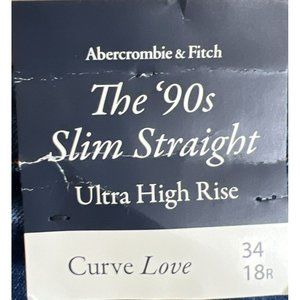 Abercrombie & Fitch
The ‘90s
Slim Straight
Ultra High Rise
Curve Love
34
18R